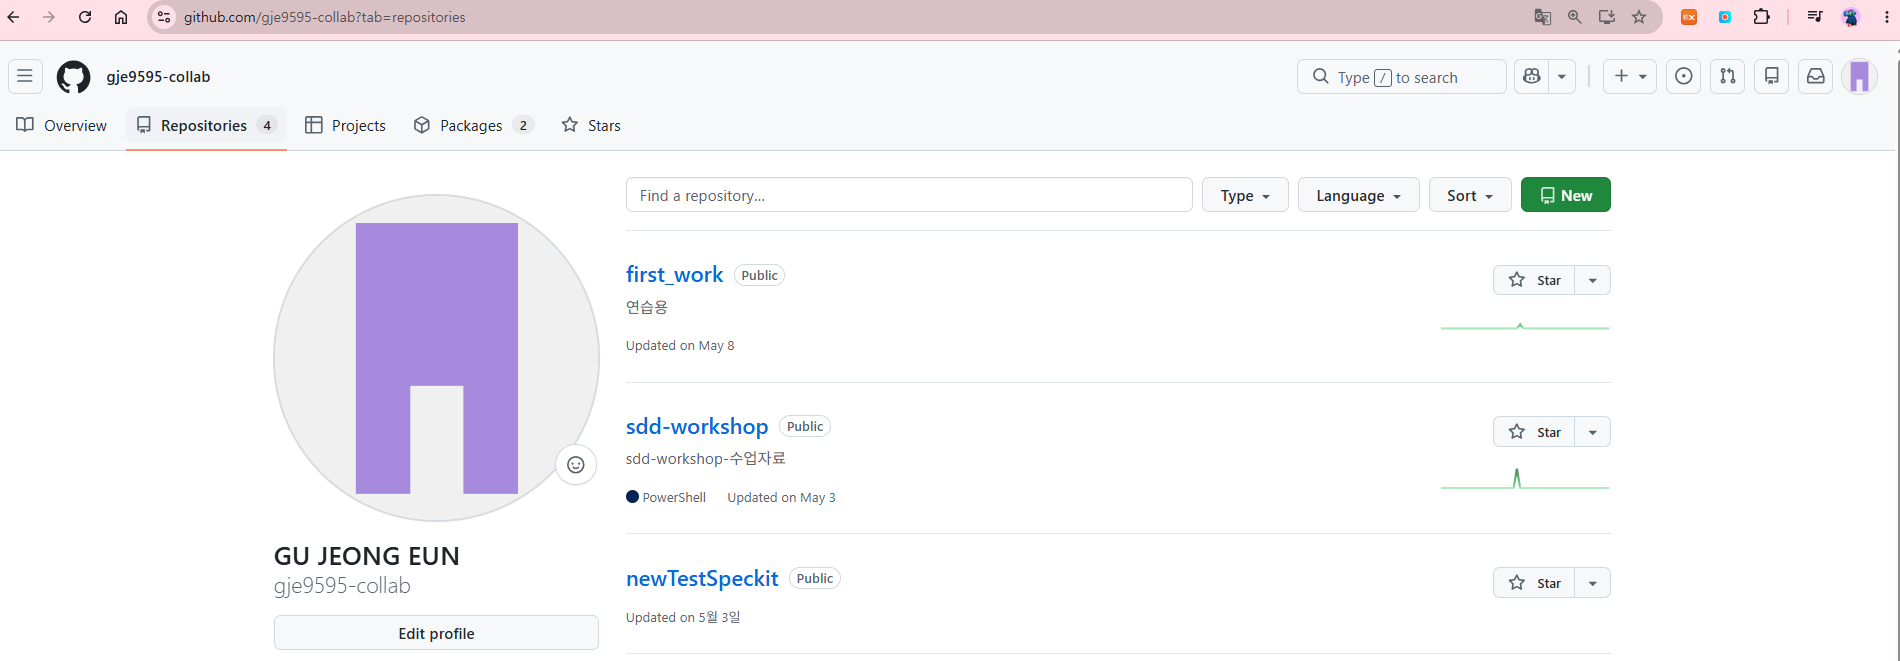 github.com/gje9595-collab?tab=repositories
gje9595-collab
Type / to search
Overview
Repositories 4
Projects
Packages 2
Stars
Find a repository...
Type
Language
Sort
New
first_work Public
Star
연습용
Updated on May 8
sdd-workshop Public
Star
sdd-workshop-수업자료
PowerShell Updated on May 3
newTestSpeckit Public
Star
Updated on 5월 3일
GU JEONG EUN
gje9595-collab
Edit profile